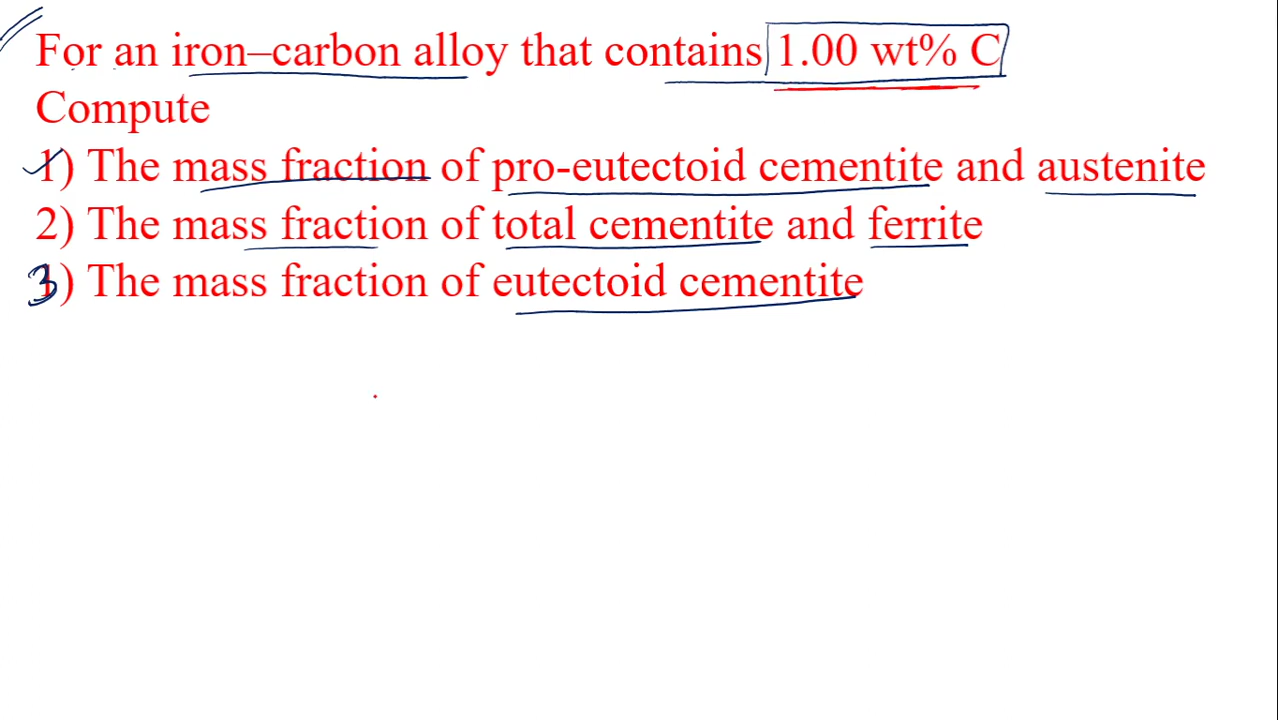 For an iron–carbon alloy that contains 1.00 wt% C
Compute
1) The mass fraction of pro-eutectoid cementite and austenite
2) The mass fraction of total cementite and ferrite
3) The mass fraction of eutectoid cementite